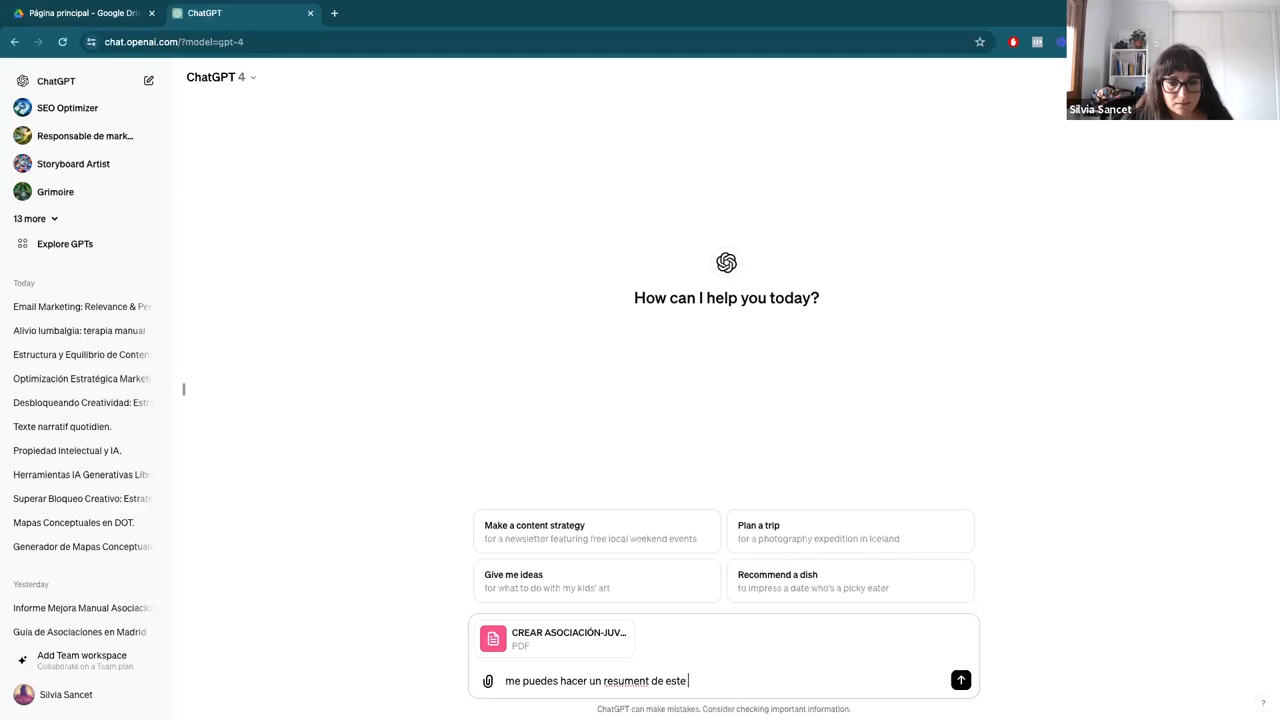 Página principal - Google Dri
ChatGPT
chat.openai.com/?model=gpt-4
Silvia Sancet
ChatGPT
ChatGPT 4
SEO Optimizer
Responsable de mark...
Storyboard Artist
Grimoire
13 more
Explore GPTs
Today
Email Marketing: Relevance & Per
Alivio lumbalgia: terapia manual
Estructura y Equilibrio de Conten
Optimización Estratégica Marketi
Desbloqueando Creatividad: Estra
Texte narratif quotidien.
Propiedad Intelectual y IA.
Herramientas IA Generativas Libr
Superar Bloqueo Creativo: Estrate
Mapas Conceptuales en DOT.
Generador de Mapas Conceptuale
Yesterday
Informe Mejora Manual Asociacio
Guía de Asociaciones en Madrid
Add Team workspace
Collaborate on a Team plan
Silvia Sancet
How can I help you today?
Make a content strategy
for a newsletter featuring free local weekend events
Plan a trip
for a photography expedition in Iceland
Give me ideas
for what to do with my kids' art
Recommend a dish
to impress a date who's a picky eater
CREAR ASOCIACIÓN-JUV...
PDF
me puedes hacer un resument de este
ChatGPT can make mistakes. Consider checking important information.
?